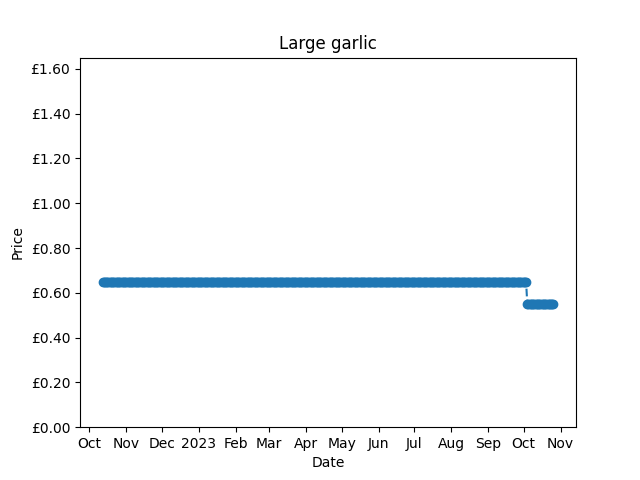 Large garlic
£1.60
£1.40
£1.20
£1.00
£0.80
£0.60
£0.40
£0.20
£0.00
Price
Oct Nov Dec 2023 Feb Mar Apr May Jun Jul Aug Sep Oct Nov
Date